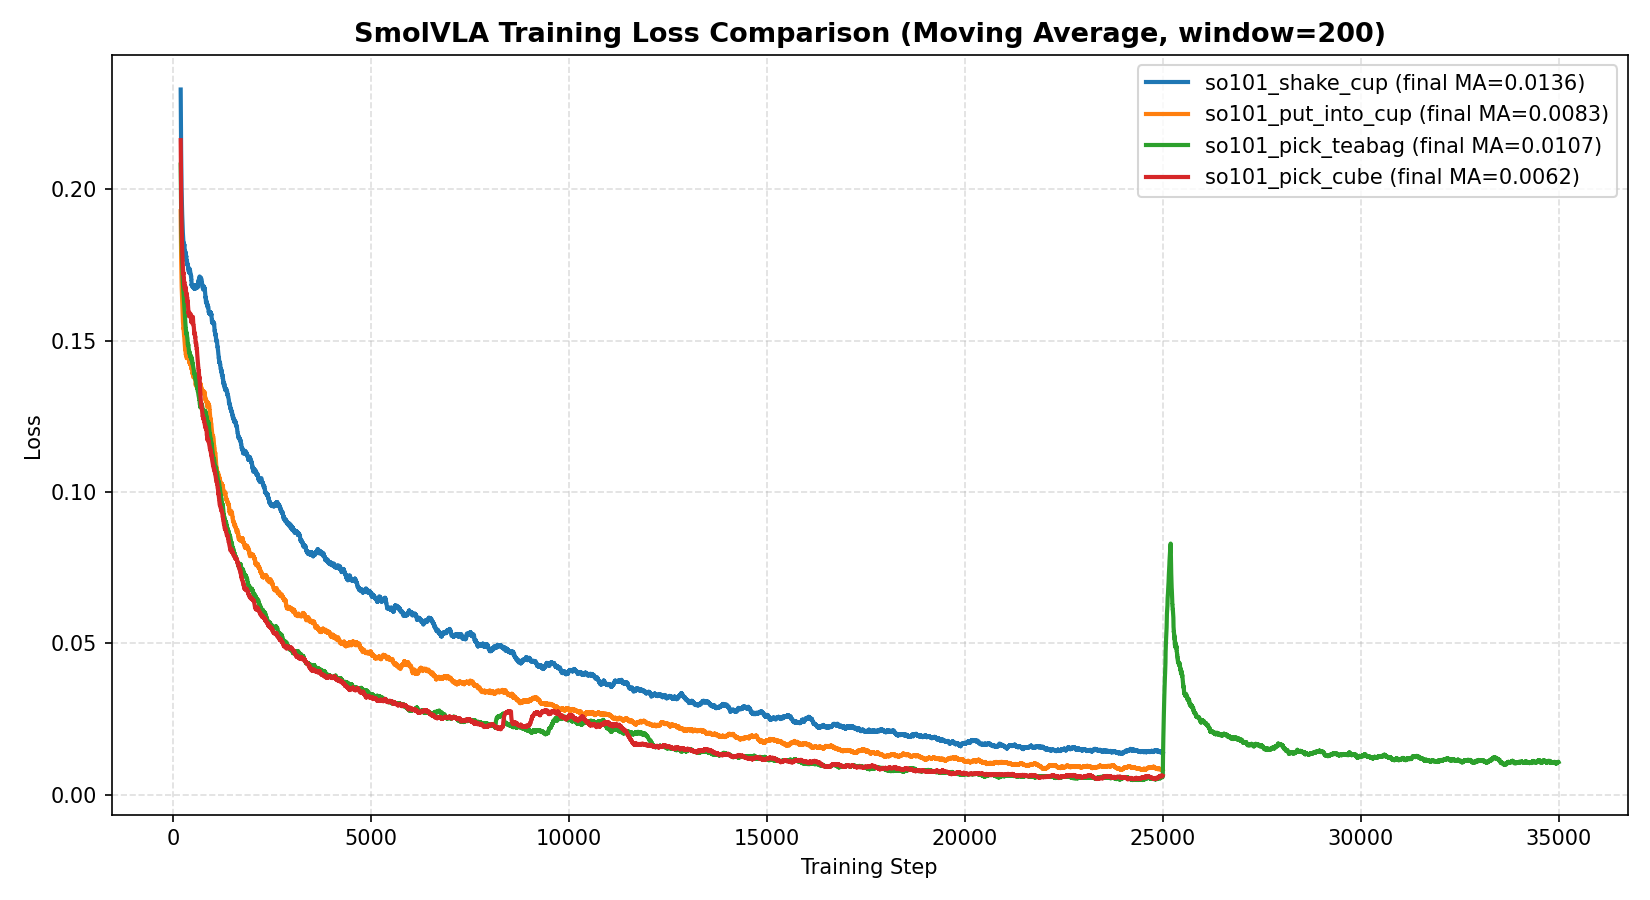 SmolVLA Training Loss Comparison (Moving Average, window=200)
so101_shake_cup (final MA=0.0136)
so101_put_into_cup (final MA=0.0083)
so101_pick_teabag (final MA=0.0107)
so101_pick_cube (final MA=0.0062)
Loss
0.20
0.15
0.10
0.05
0.00
0 5000 10000 15000 20000 25000 30000 35000
Training Step